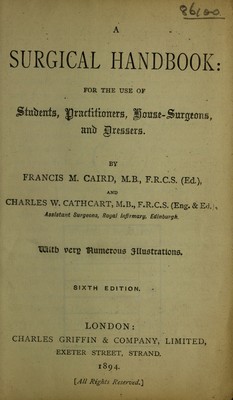 A
SURGICAL HANDBOOK:
FOR THE USE OF
Students, Practitioners, House-Surgeons,
and Dressers.
BY
FRANCIS M. CAIRD, M.B., F.R.C.S. (Ed.),
AND
CHARLES W. CATHCART, M.B., F.R.C.S. (Eng. & Ed.),
Assistant Surgeons, Royal Infirmary, Edinburgh.
With very Numerous Illustrations.
SIXTH EDITION.
LONDON:
CHARLES GRIFFIN & COMPANY, LIMITED,
EXETER STREET, STRAND.
1894.
[All Rights Reserved.]